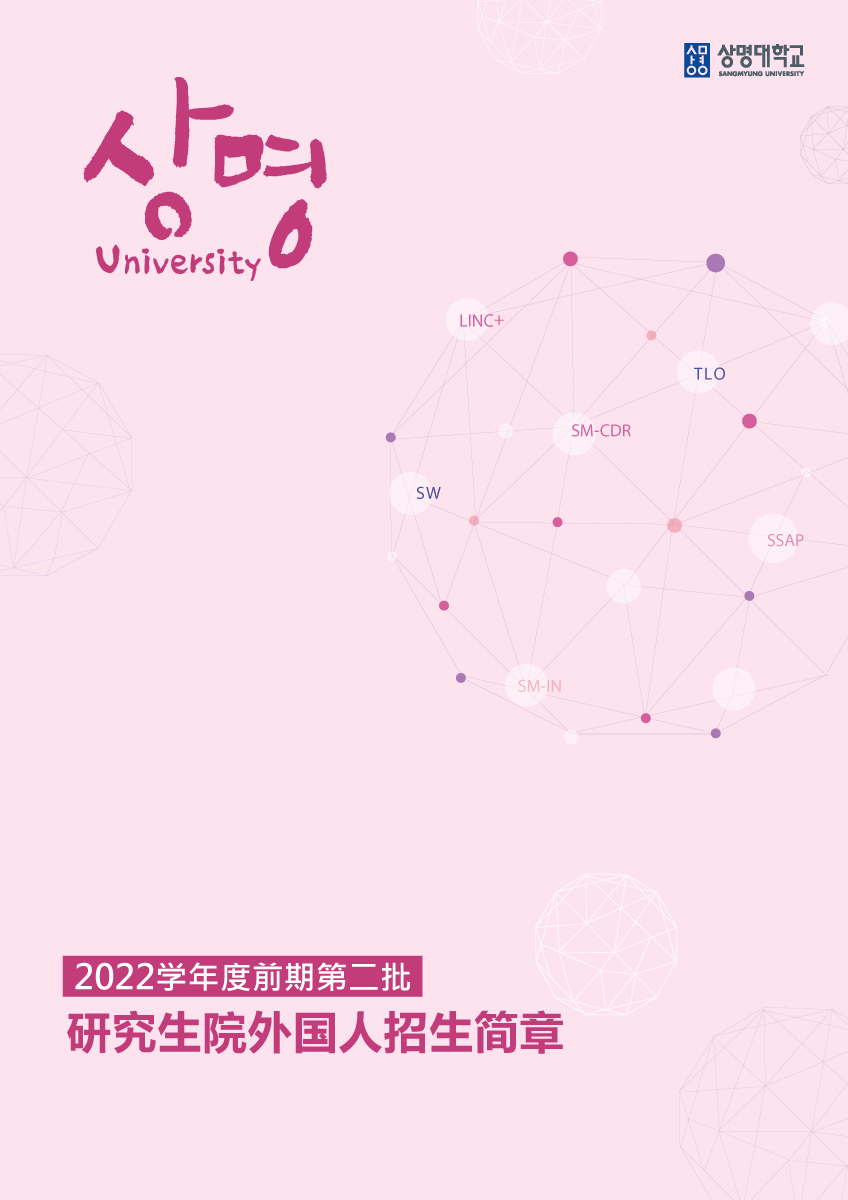 상명대학교
SANGMYUNG UNIVERSITY
상명
University
LINC+
TLO
SM-CDR
SW
SSAP
SM-IN
2022学年度前期第二批
研究生院外国人招生简章